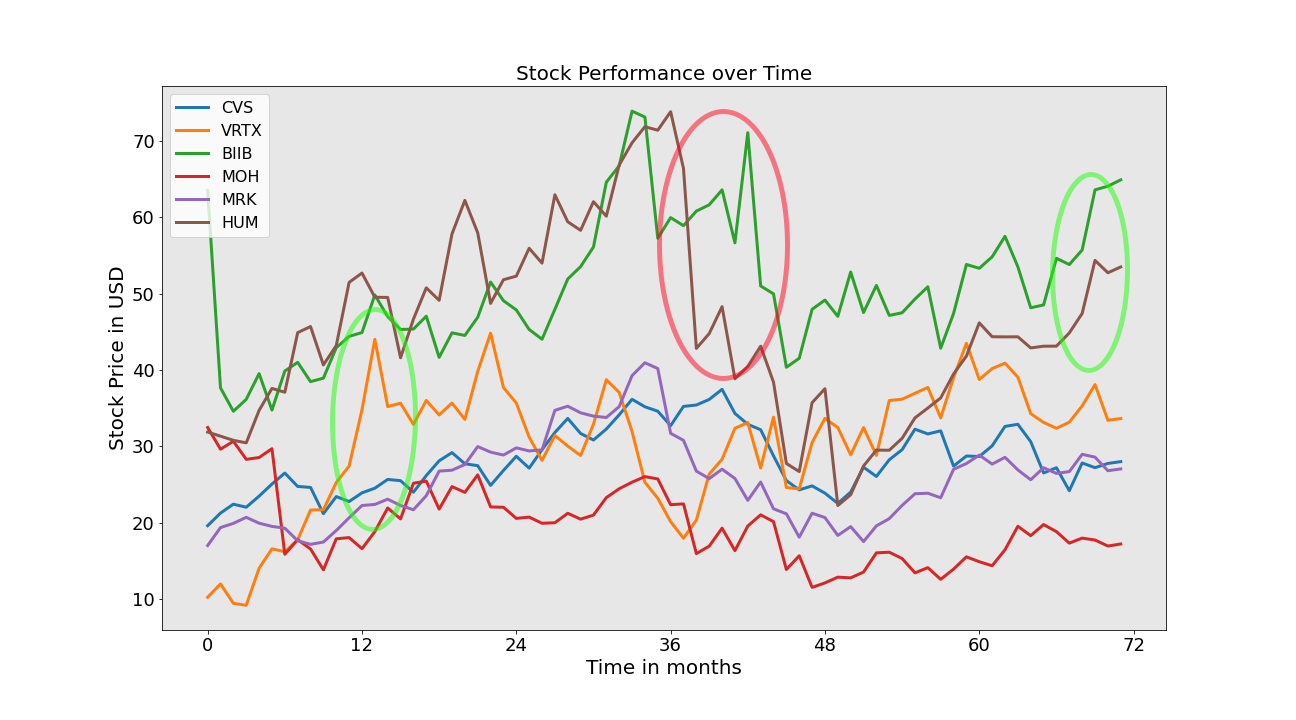 Stock Performance over Time
CVS
VRTX
BIIB
MOH
MRK
HUM
Stock Price in USD
70
60
50
40
30
20
10
0 12 24 36 48 60 72
Time in months